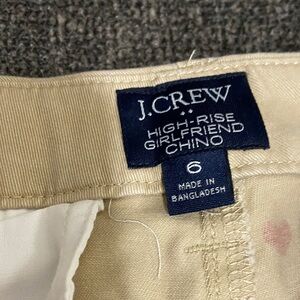 J.CREW
HIGH-RISE
GIRLFRIEND
CHINO
6
MADE IN
BANGLADESH